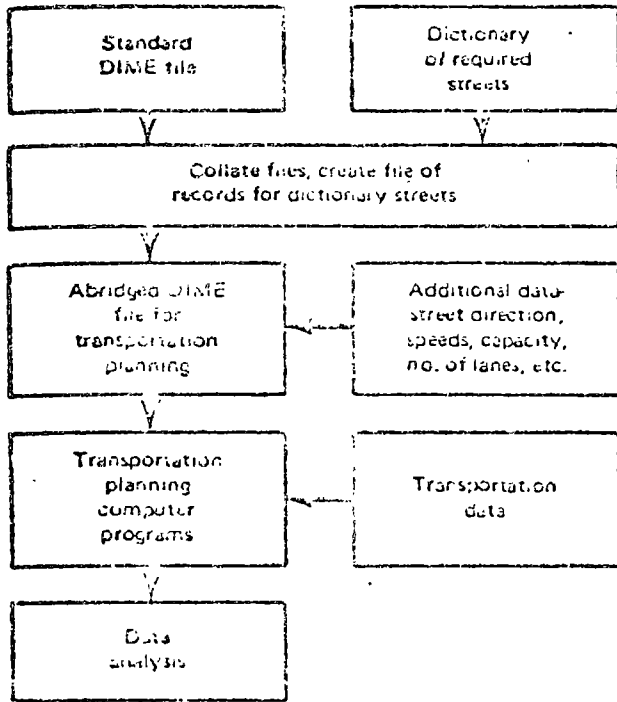 Standard
DIME file
Dictionary
of required
streets
Collate files, create file of
records for dictionary streets
Abridged DIME
file for
transportation
planning
Additional data-
street direction,
speeds, capacity,
no. of lanes, etc.
Transportation
planning
computer
programs
Transportation
data
Data
analysis